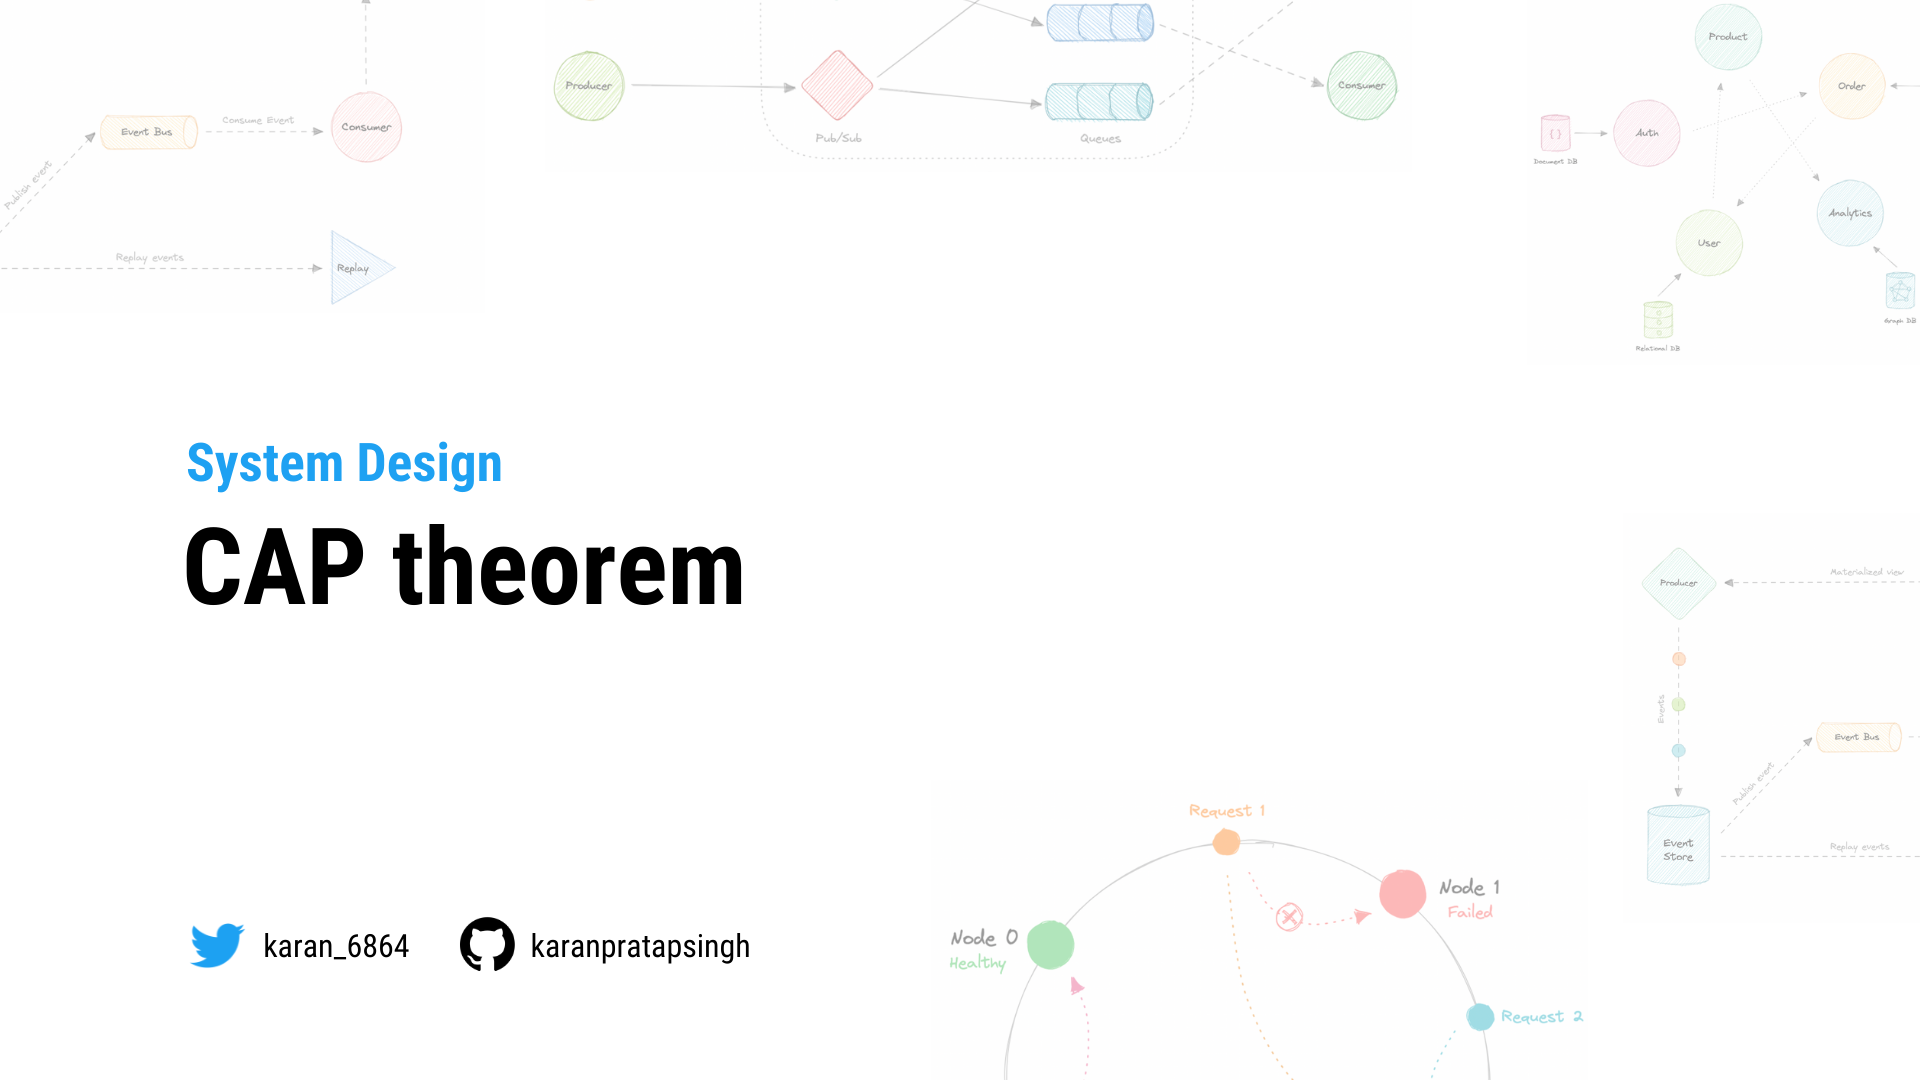 Event Bus
Consume Event
Consumer
Publish event
Replay events
Replay
Producer
Pub/Sub
Queues
Consumer
Product
Order
Document DB
Auth
Analytics
User
Graph DB
Relational DB
System Design
CAP theorem
Producer
Materialized view
Events
Event Bus
Publish event
Event
Store
Replay events
Request 1
Node 1
Failed
Node 0
Healthy
Request 2
karan_6864
karanpratapsingh